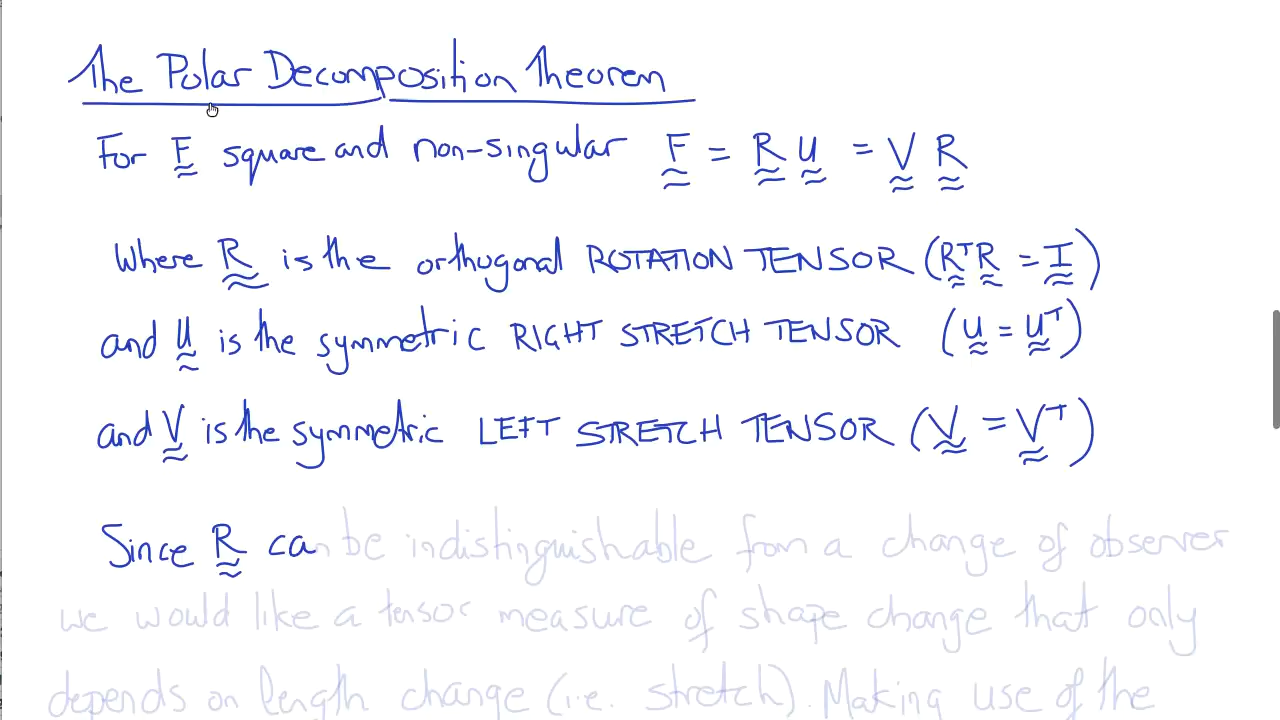 The Polar Decomposition Theorem
For F square and non-singular F = R U = V R
Where R is the orthogonal ROTATION TENSOR (RᵀR = I)
and U is the symmetric RIGHT STRETCH TENSOR (U = Uᵀ)
and V is the symmetric LEFT STRETCH TENSOR (V = Vᵀ)
Since R can be indistinguishable from a change of observer
we would like a tensor measure of shape change that only
depends on length change (i.e. stretch). Making use of the